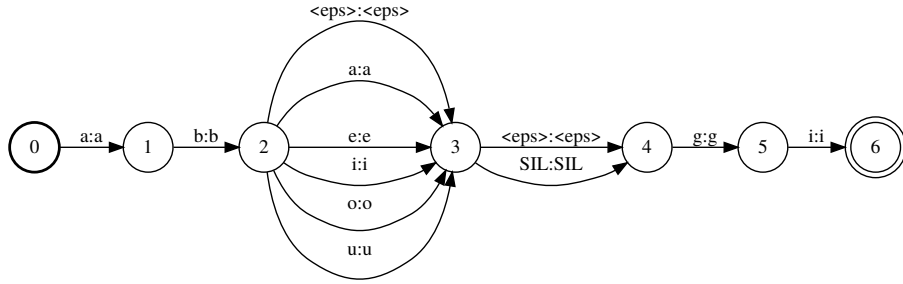 <eps>:<eps>
a:a
0 a:a 1 b:b 2 e:e 3 <eps>:<eps> 4 g:g 5 i:i 6
i:i SIL:SIL
o:o
u:u